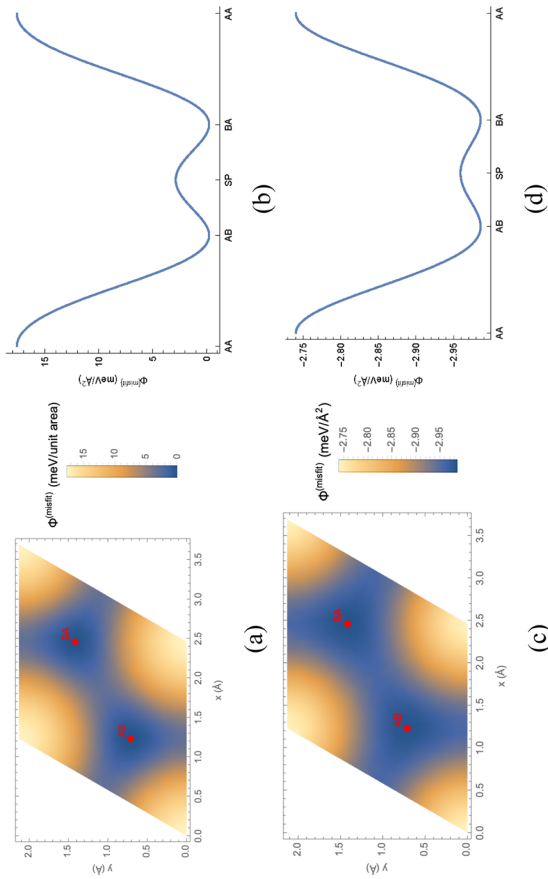 2.0
1.5
1.0
0.5
0.0
y (Å)
0.0 0.5 1.0 1.5 2.0 2.5 3.0 3.5
x (Å)
Φ(misfit) (meV/unit area)
15
10
5
0
(a)
Φ(misfit) (meV/Å2)
15
10
5
0
AA AB SP BA AA
(b)
2.0
1.5
1.0
0.5
0.0
y (Å)
0.0 0.5 1.0 1.5 2.0 2.5 3.0 3.5
x (Å)
Φ(misfit) (meV/Å2)
-2.75
-2.80
-2.85
-2.90
-2.95
(c)
Φ(misfit) (meV/Å2)
-2.75
-2.80
-2.85
-2.90
-2.95
AA AB SP BA AA
(d)